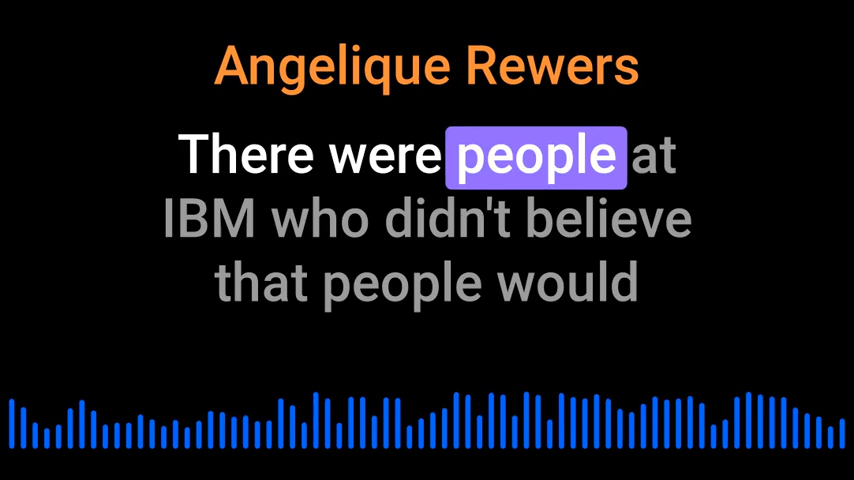 Angelique Rewers
There were people at
IBM who didn't believe
that people would